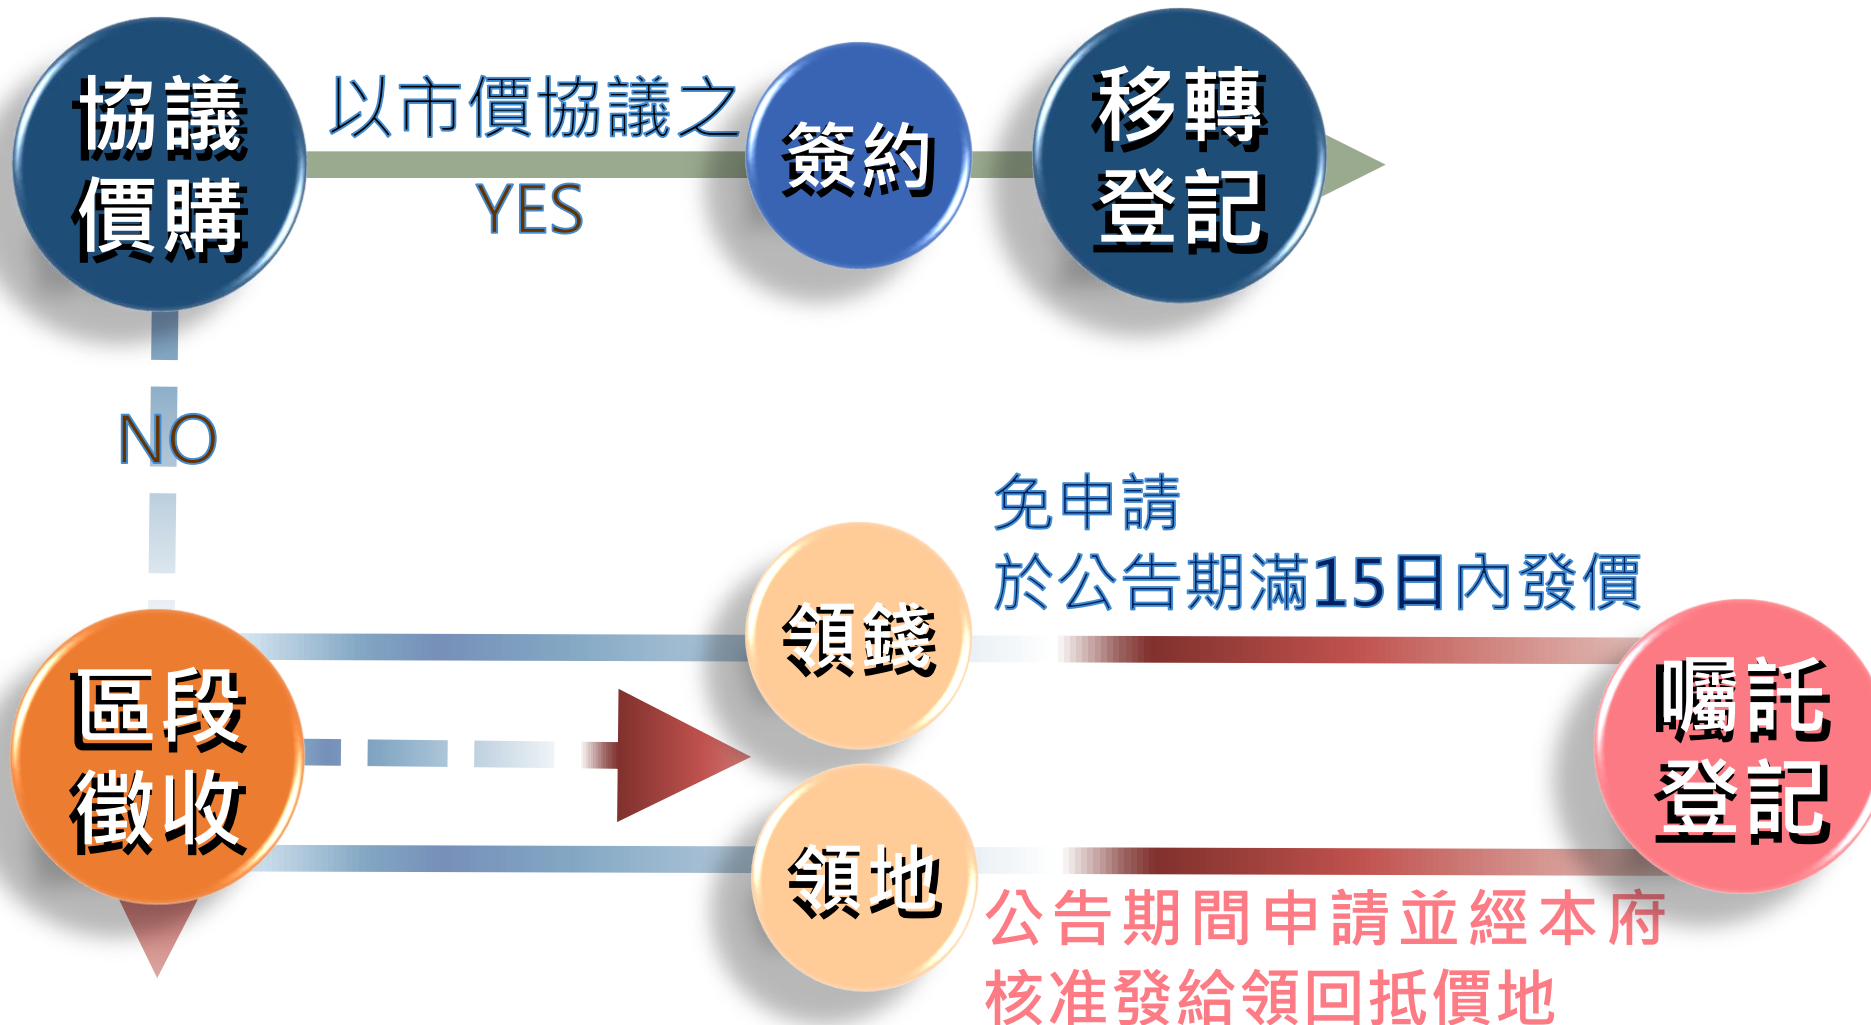 協議
價購
以市價協議之
YES
簽約
移轉
登記
NO
區段
徵收
領錢
免申請
於公告期滿15日內發價
領地
公告期間申請並經本府
核准發給領回抵價地
囑託
登記